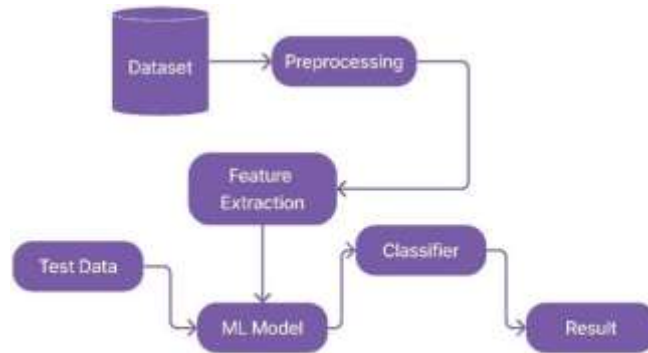 Dataset
Preprocessing
Feature
Extraction
Test Data
Classifier
ML Model
Result